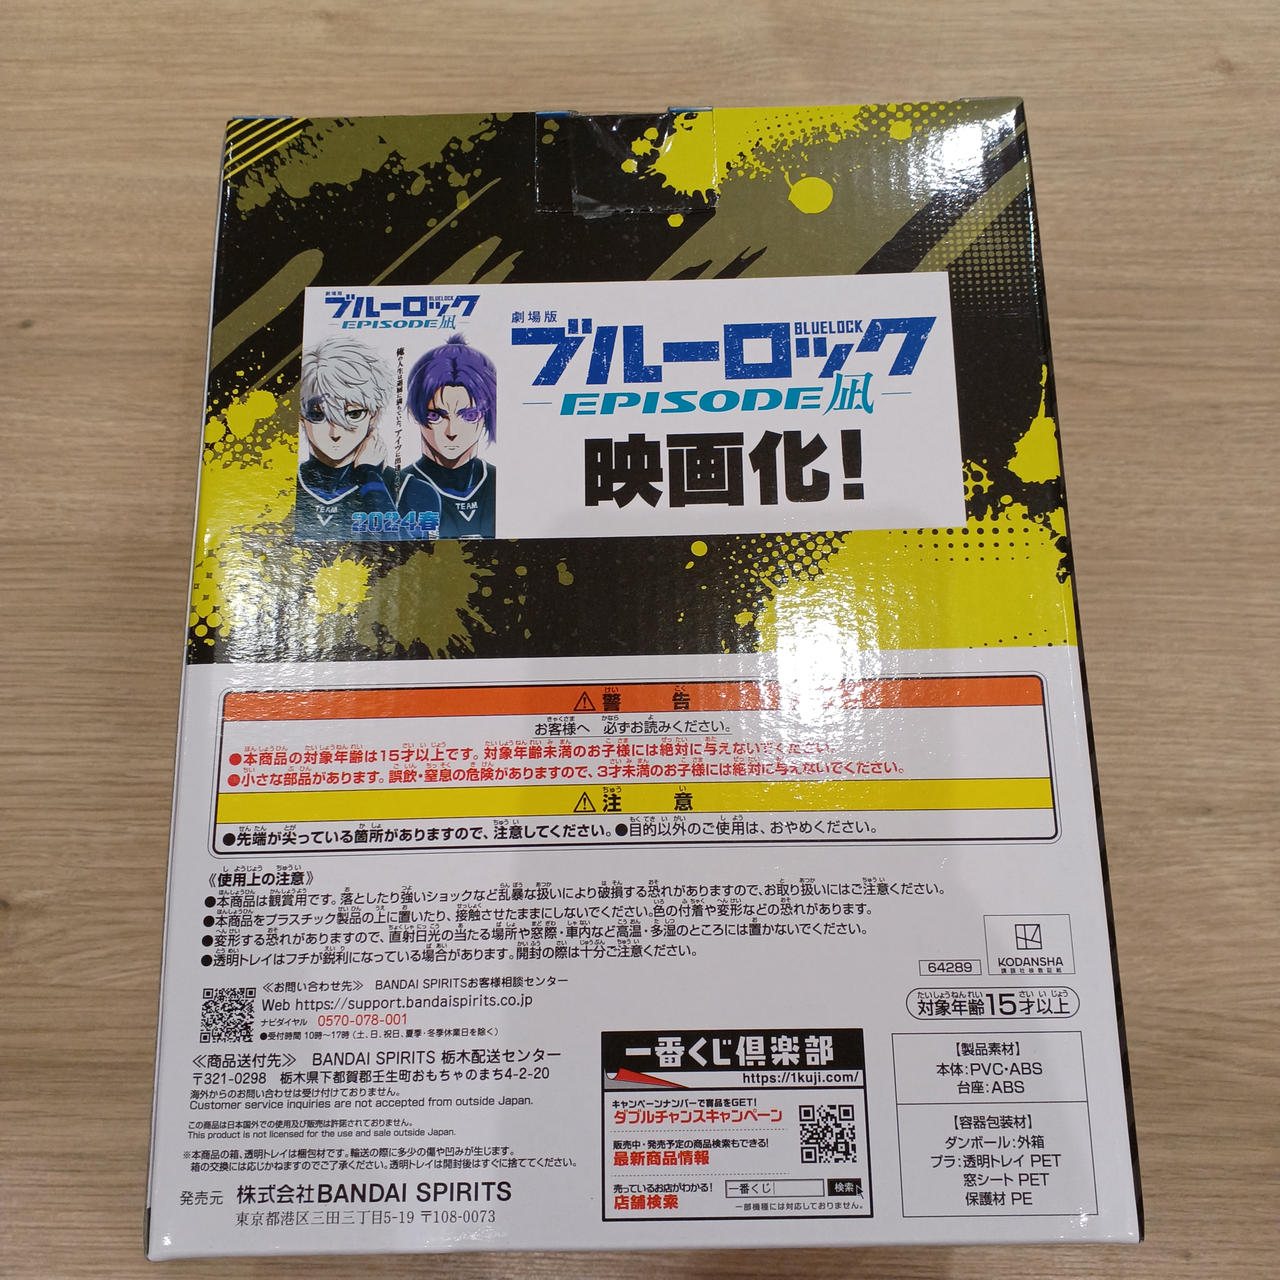 劇場版
ブルーロック
BLUELOCK
EPISODE 凪
TEAM
TEAM
2024春
劇場版
ブルーロック
BLUELOCK
EPISODE 凪
映画化!
⚠警告
お客様へ 必ずお読みください。
●本商品の対象年齢は15才以上です。対象年齢未満のお子様には絶対に与えないでください。
●小さな部品があります。誤飲・窒息の危険がありますので、3才未満のお子様には絶対に与えないでください。
⚠注意
●先端が尖っている箇所がありますので、注意してください。●目的以外のご使用は、おやめください。
《使用上の注意》
●本商品は観賞用です。落としたり強いショックなど乱暴な扱いにより破損する恐れがありますので、お取り扱いにはご注意ください。
●本商品をプラスチック製品の上に置いたり、接触させたままにしないでください。色の付着や変形などの恐れがあります。
●変形する恐れがありますので、直射日光の当たる場所や窓際・車内など高温・多湿のところには置かないでください。
●透明トレイはフチが鋭利になっている場合があります。開封の際は十分ご注意ください。
64289
KODANSHA
講談社検数証紙
≪お問い合わせ先≫ BANDAI SPIRITSお客様相談センター
Web https://support.bandaispirits.co.jp
ナビダイヤル 0570-078-001
●受付時間 10時～17時(土、日、祝日、夏季・冬季休業日を除く)
対象年齢15才以上
≪商品送付先≫ BANDAI SPIRITS 栃木配送センター
〒321-0298 栃木県下都賀郡壬生町おもちゃのまち4-2-20
海外からのお問い合わせは受け付けておりません。
Customer service inquiries are not accepted from outside Japan.
この商品は日本国外での使用及び販売は許諾されておりません。
This product is not licensed for the use and sale outside Japan.
※本商品の箱、透明トレイは梱包材です。輸送の際に多少の傷や凹みが生じます。
箱の交換には応じかねますのでご了承ください。透明トレイは開封後はすぐに捨ててください。
発売元 株式会社BANDAI SPIRITS
東京都港区三田三丁目5-19 〒108-0073
一番くじ倶楽部
https://1kuji.com/
キャンペーンナンバーで賞品をGET!
ダブルチャンスキャンペーン
販売中・発売予定の商品検索もできる!
最新商品情報
売っているお店がわかる!
店舗検索
一番くじ 検索
一部機種には対応しておりません。
【製品素材】
本体:PVC・ABS
台座:ABS
【容器包装材】
ダンボール:外箱
プラ:透明トレイ PET
窓シート PET
保護材 PE